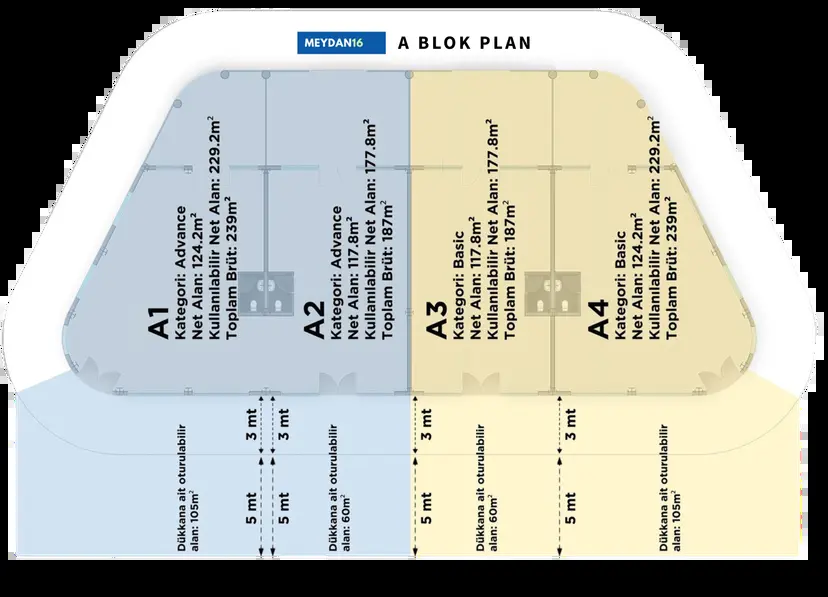 MEYDAN16
A BLOK PLAN
A1
Kategori: Advance
Net Alan: 124.2m²
Kullanılabilir Net Alan: 229.2m²
Toplam Brüt: 239m²
A2
Kategori: Advance
Net Alan: 117.8m²
Kullanılabilir Net Alan: 177.8m²
Toplam Brüt: 187m²
A3
Kategori: Basic
Net Alan: 117.8m²
Kullanılabilir Net Alan: 177.8m²
Toplam Brüt: 187m²
A4
Kategori: Basic
Net Alan: 124.2m²
Kullanılabilir Net Alan: 229.2m²
Toplam Brüt: 239m²
3 mt
3 mt
3 mt
3 mt
Dükkana ait oturulabilir
alan: 105m²
5 mt
5 mt
Dükkana ait oturulabilir
alan: 60m²
5 mt
Dükkana ait oturulabilir
alan: 60m²
5 mt
Dükkana ait oturulabilir
alan: 105m²